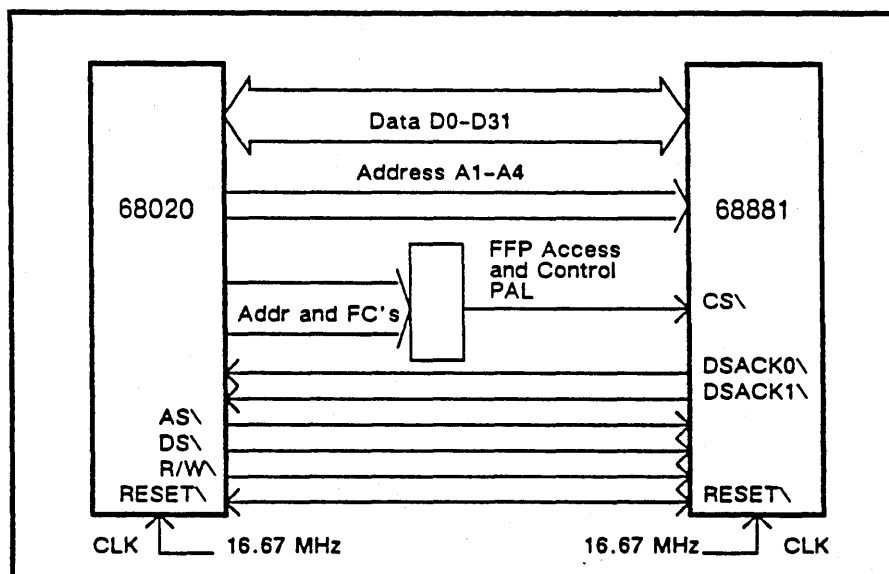 Data D0-D31
Address A1-A4
68020
68881
FFP Access
and Control
PAL
Addr and FC's
CS\
DSACK0\
DSACK1\
AS\
DS\
R/W\
RESET\
RESET\
CLK
16.67 MHz
16.67 MHz
CLK